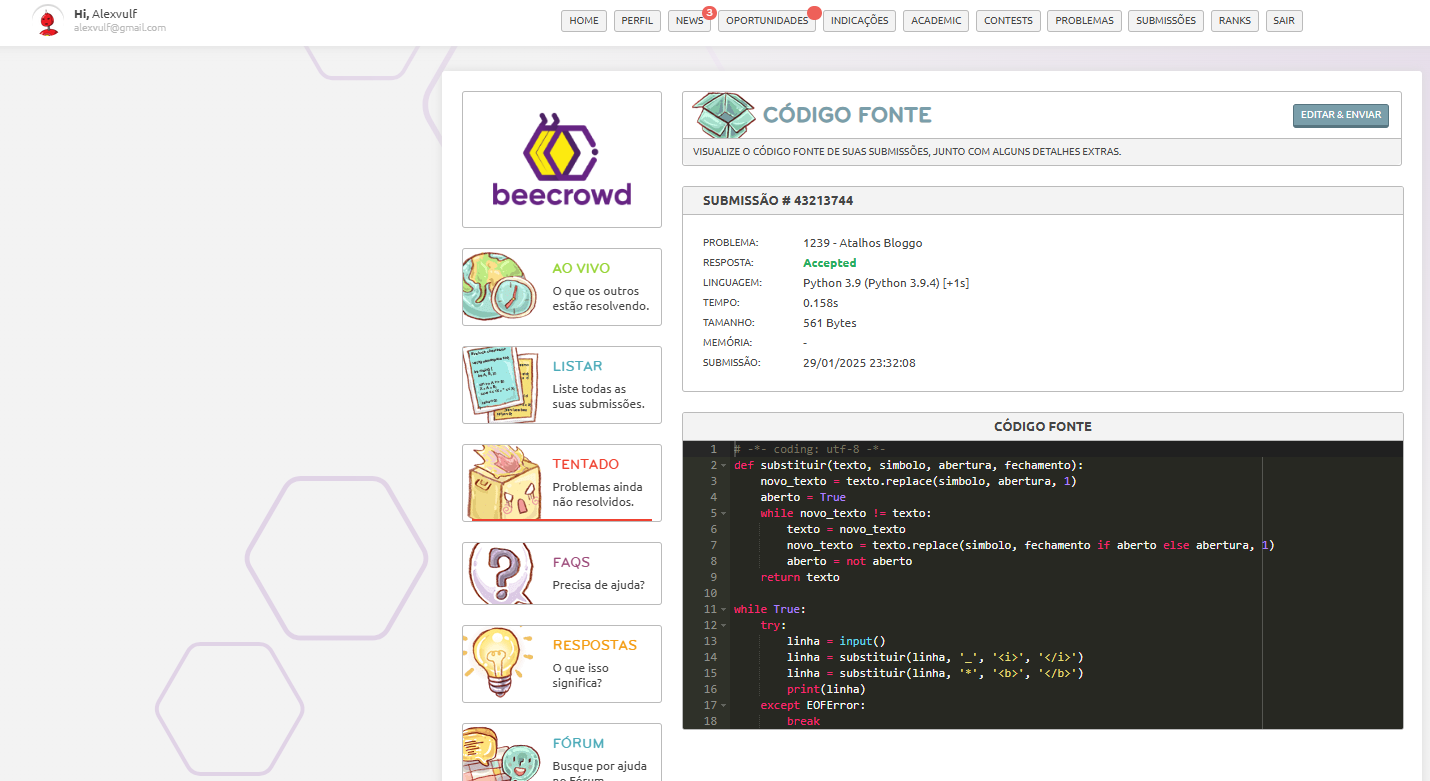 Hi, Alexvulf
alexvulf@gmail.com
HOME
PERFIL
NEWS
3
OPORTUNIDADES
INDICAÇÕES
ACADEMIC
CONTESTS
PROBLEMAS
SUBMISSÕES
RANKS
SAIR
beecrowd
AO VIVO
O que os outros
estão resolvendo.
LISTAR
Liste todas as
suas submissões.
TENTADO
Problemas ainda
não resolvidos.
FAQS
Precisa de ajuda?
RESPOSTAS
O que isso
significa?
FÓRUM
Busque por ajuda
no Fórum
CÓDIGO FONTE
EDITAR & ENVIAR
VISUALIZE O CÓDIGO FONTE DE SUAS SUBMISSÕES, JUNTO COM ALGUNS DETALHES EXTRAS.
SUBMISSÃO # 43213744
PROBLEMA: 1239 - Atalhos Bloggo
RESPOSTA: Accepted
LINGUAGEM: Python 3.9 (Python 3.9.4) [+1s]
TEMPO: 0.158s
TAMANHO: 561 Bytes
MEMÓRIA: -
SUBMISSÃO: 29/01/2025 23:32:08
CÓDIGO FONTE
1 # -*- coding: utf-8 -*-
2 def substituir(texto, simbolo, abertura, fechamento):
3     novo_texto = texto.replace(simbolo, abertura, 1)
4     aberto = True
5     while novo_texto != texto:
6         texto = novo_texto
7         novo_texto = texto.replace(simbolo, fechamento if aberto else abertura, 1)
8         aberto = not aberto
9     return texto
10
11 while True:
12     try:
13         linha = input()
14         linha = substituir(linha, '_', '<i>', '</i>')
15         linha = substituir(linha, '*', '<b>', '</b>')
16         print(linha)
17     except EOFError:
18         break